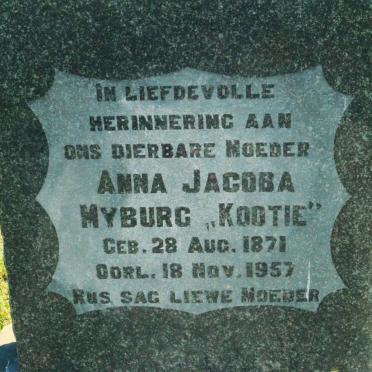 IN LIEFDEVOLLE
HERINNERING AAN
ONS DIERBARE MOEDER
ANNA JACOBA
MYBURG „KOOTIE”
GEB. 28 AUG. 1871
OORL. 18 NOV. 1957
RUS SAG LIEWE MOEDER